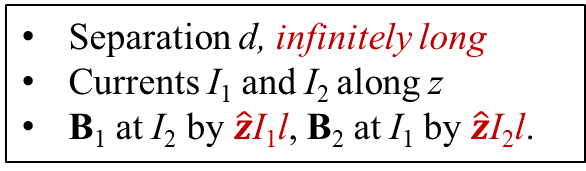 • Separation d, infinitely long
• Currents I₁ and I₂ along z
• B₁ at I₂ by ẑI₁l, B₂ at I₁ by ẑI₂l.